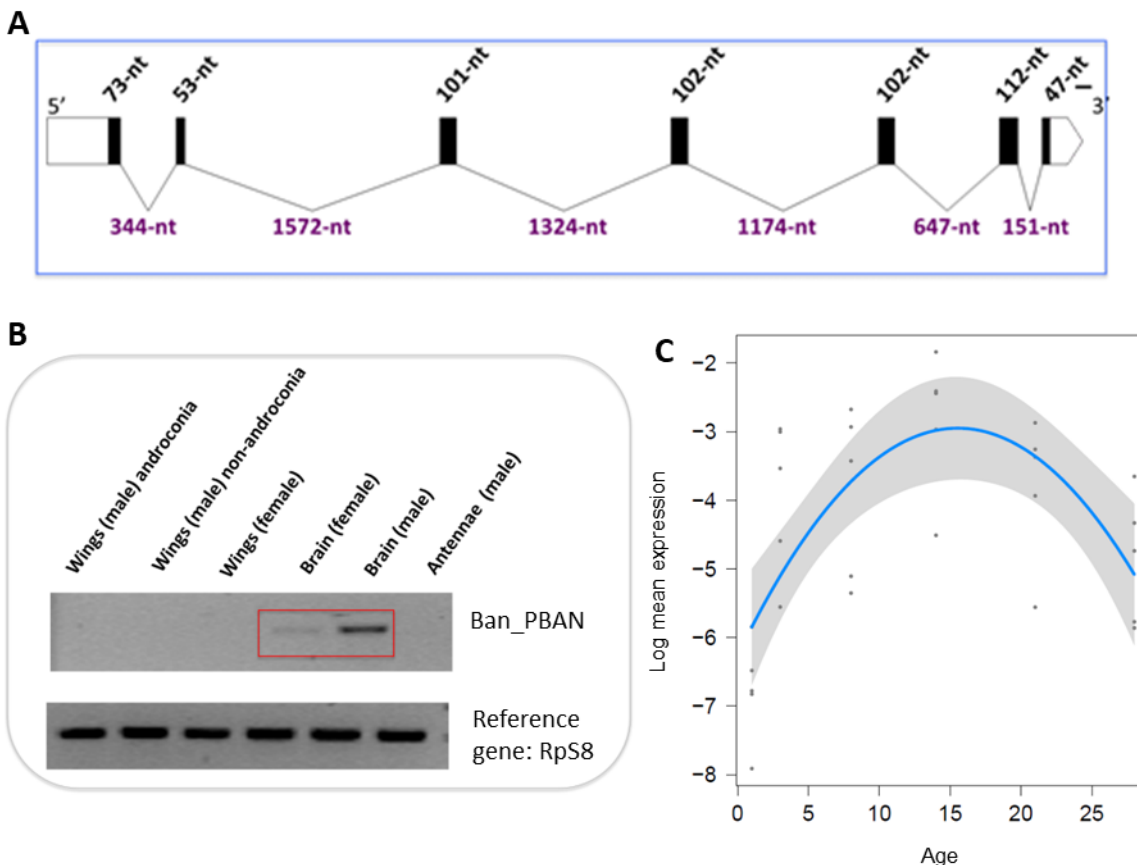 A
5’
73-nt
53-nt
101-nt
102-nt
102-nt
112-nt
47-nt
3’
344-nt
1572-nt
1324-nt
1174-nt
647-nt
151-nt
B
Wings (male) androconia
Wings (male) non-androconia
Wings (female)
Brain (female)
Brain (male)
Antennae (male)
Ban_PBAN
Reference
gene: RpS8
C
Log mean expression
−2
−3
−4
−5
−6
−7
−8
0
5
10
15
20
25
Age